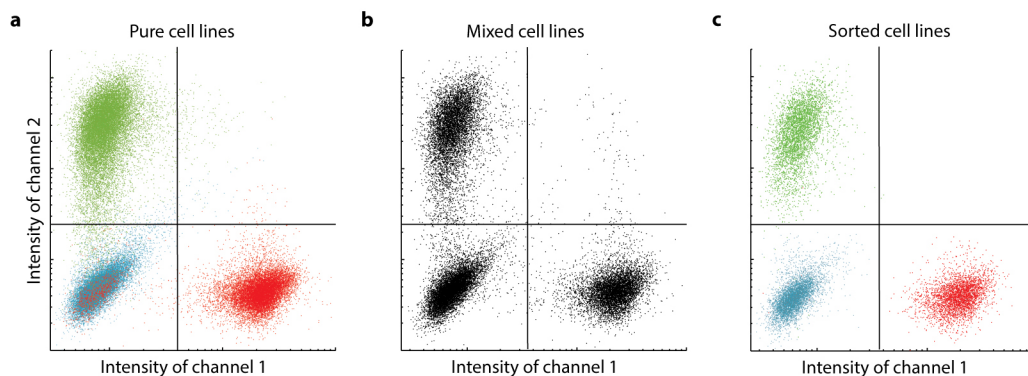 a
Pure cell lines
b
Mixed cell lines
c
Sorted cell lines
Intensity of channel 2
Intensity of channel 1
Intensity of channel 1
Intensity of channel 1